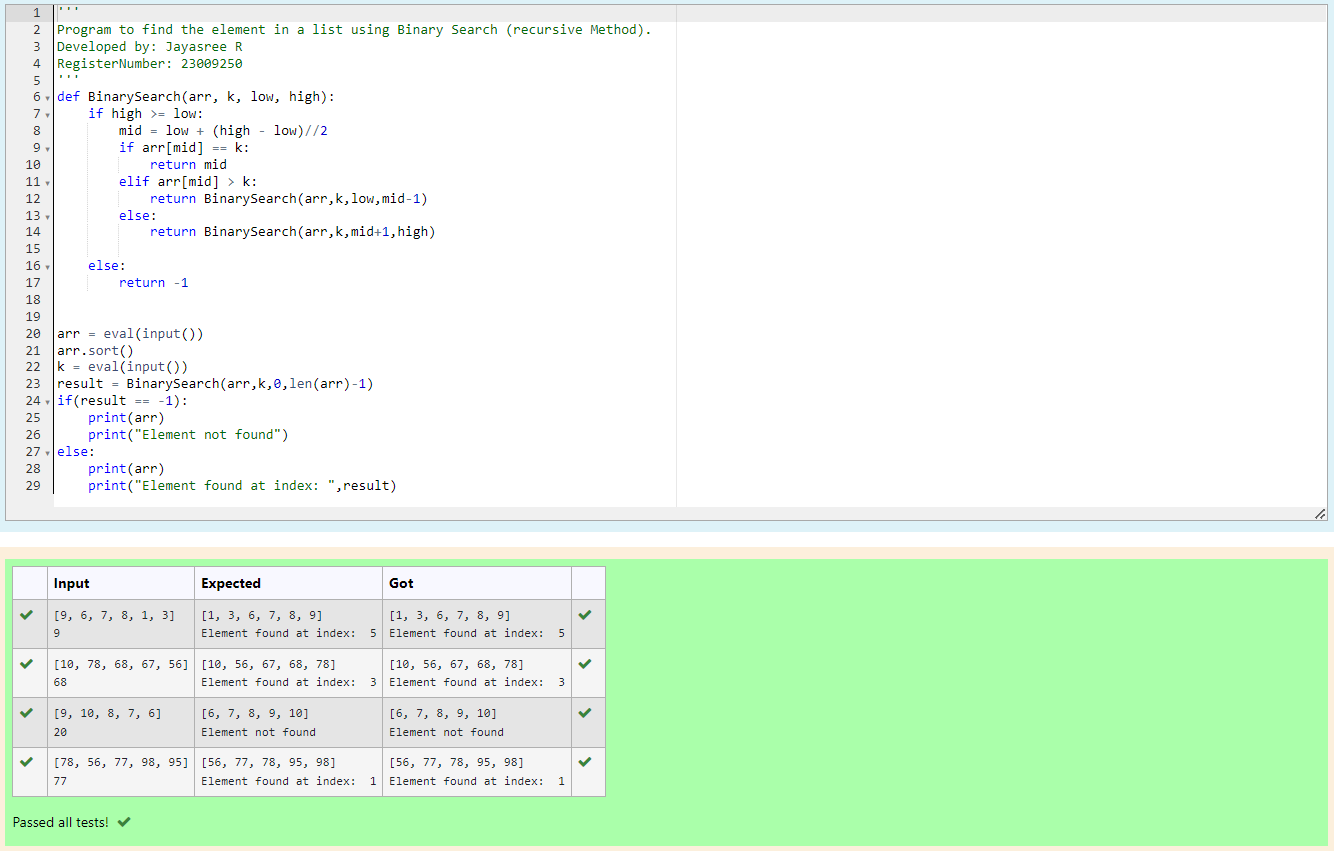 1 '''
2 Program to find the element in a list using Binary Search (recursive Method).
3 Developed by: Jayasree R
4 RegisterNumber: 23009250
5 '''
6 def BinarySearch(arr, k, low, high):
7     if high >= low:
8         mid = low + (high - low)//2
9         if arr[mid] == k:
10             return mid
11         elif arr[mid] > k:
12             return BinarySearch(arr,k,low,mid-1)
13         else:
14             return BinarySearch(arr,k,mid+1,high)
15
16     else:
17         return -1
18
19
20 arr = eval(input())
21 arr.sort()
22 k = eval(input())
23 result = BinarySearch(arr,k,0,len(arr)-1)
24 if(result == -1):
25     print(arr)
26     print("Element not found")
27 else:
28     print(arr)
29     print("Element found at index: ",result)
Input Expected Got
[9, 6, 7, 8, 1, 3] [1, 3, 6, 7, 8, 9] [1, 3, 6, 7, 8, 9]
9 Element found at index:  5 Element found at index:  5
[10, 78, 68, 67, 56] [10, 56, 67, 68, 78] [10, 56, 67, 68, 78]
68 Element found at index:  3 Element found at index:  3
[9, 10, 8, 7, 6] [6, 7, 8, 9, 10] [6, 7, 8, 9, 10]
20 Element not found Element not found
[78, 56, 77, 98, 95] [56, 77, 78, 95, 98] [56, 77, 78, 95, 98]
77 Element found at index:  1 Element found at index:  1
Passed all tests!